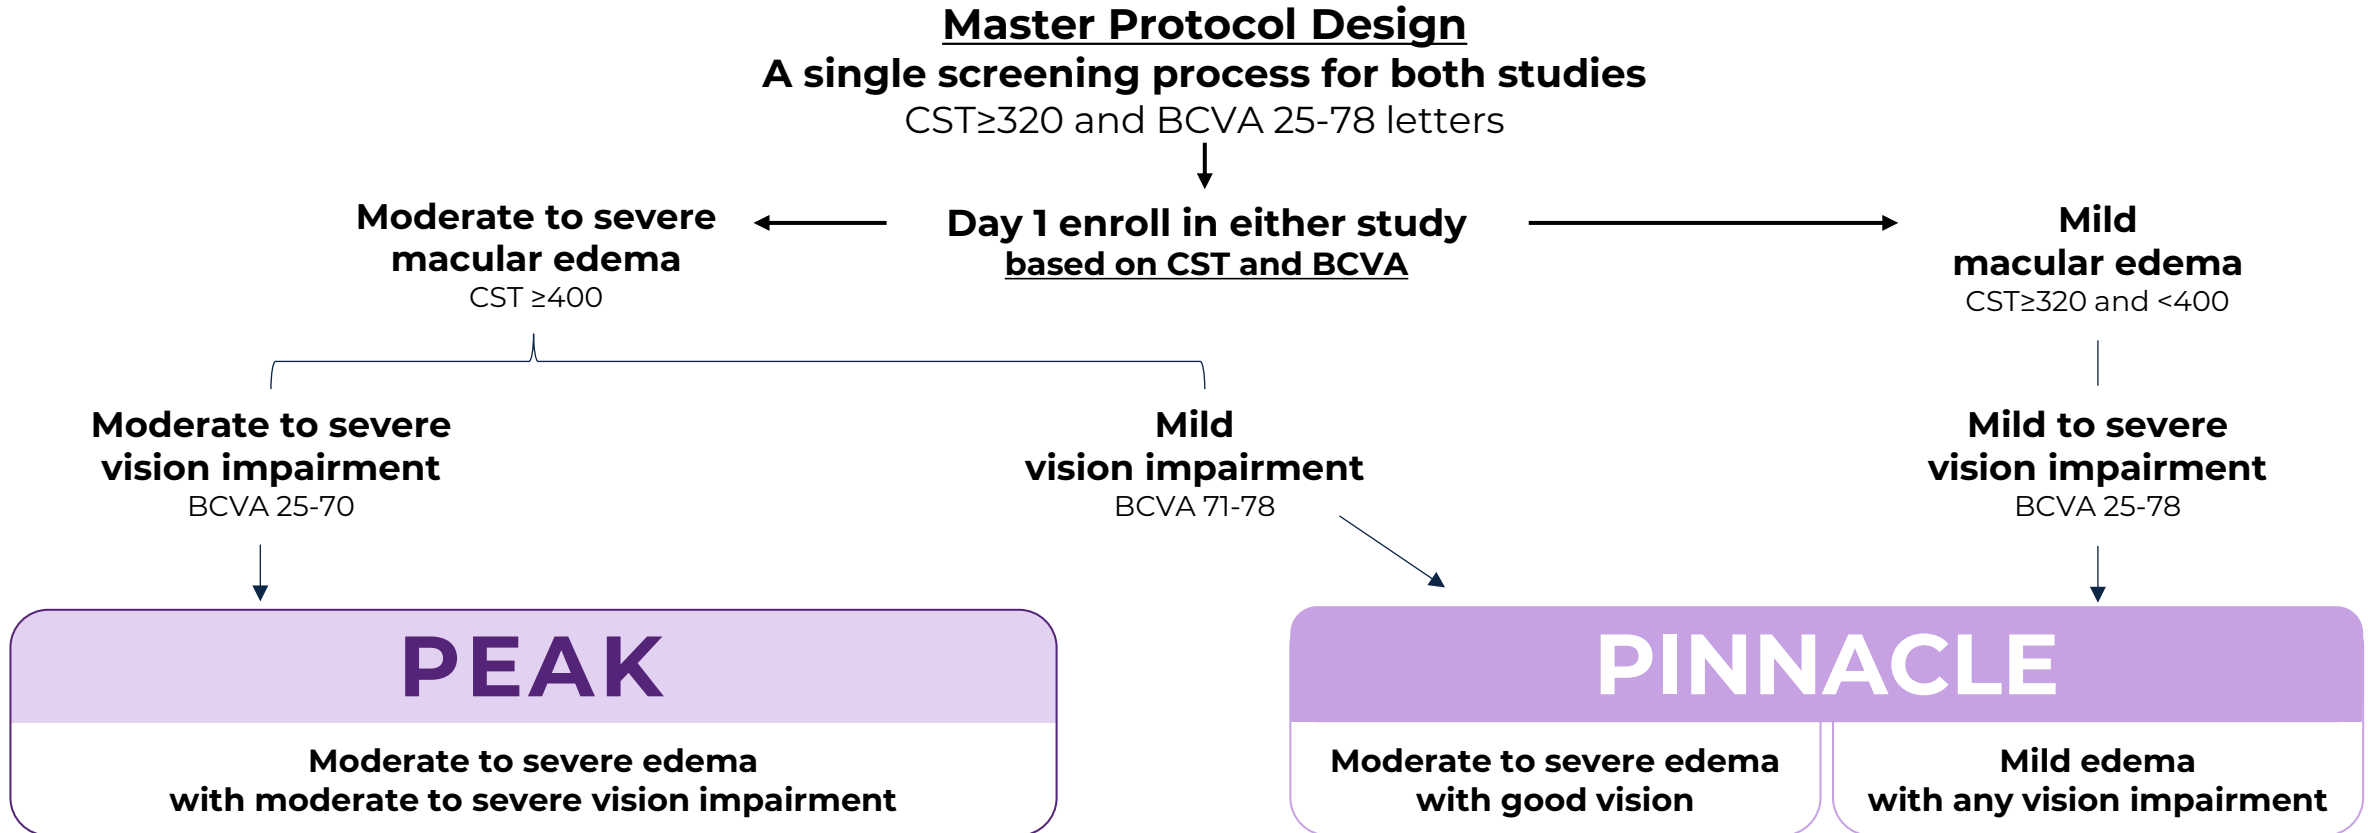 Master Protocol Design
A single screening process for both studies
CST≥320 and BCVA 25-78 letters
Day 1 enroll in either study
based on CST and BCVA
Moderate to severe
macular edema
CST ≥400
Mild
macular edema
CST≥320 and <400
Moderate to severe
vision impairment
BCVA 25-70
Mild
vision impairment
BCVA 71-78
Mild to severe
vision impairment
BCVA 25-78
PEAK
Moderate to severe edema
with moderate to severe vision impairment
PINNACLE
Moderate to severe edema
with good vision
Mild edema
with any vision impairment